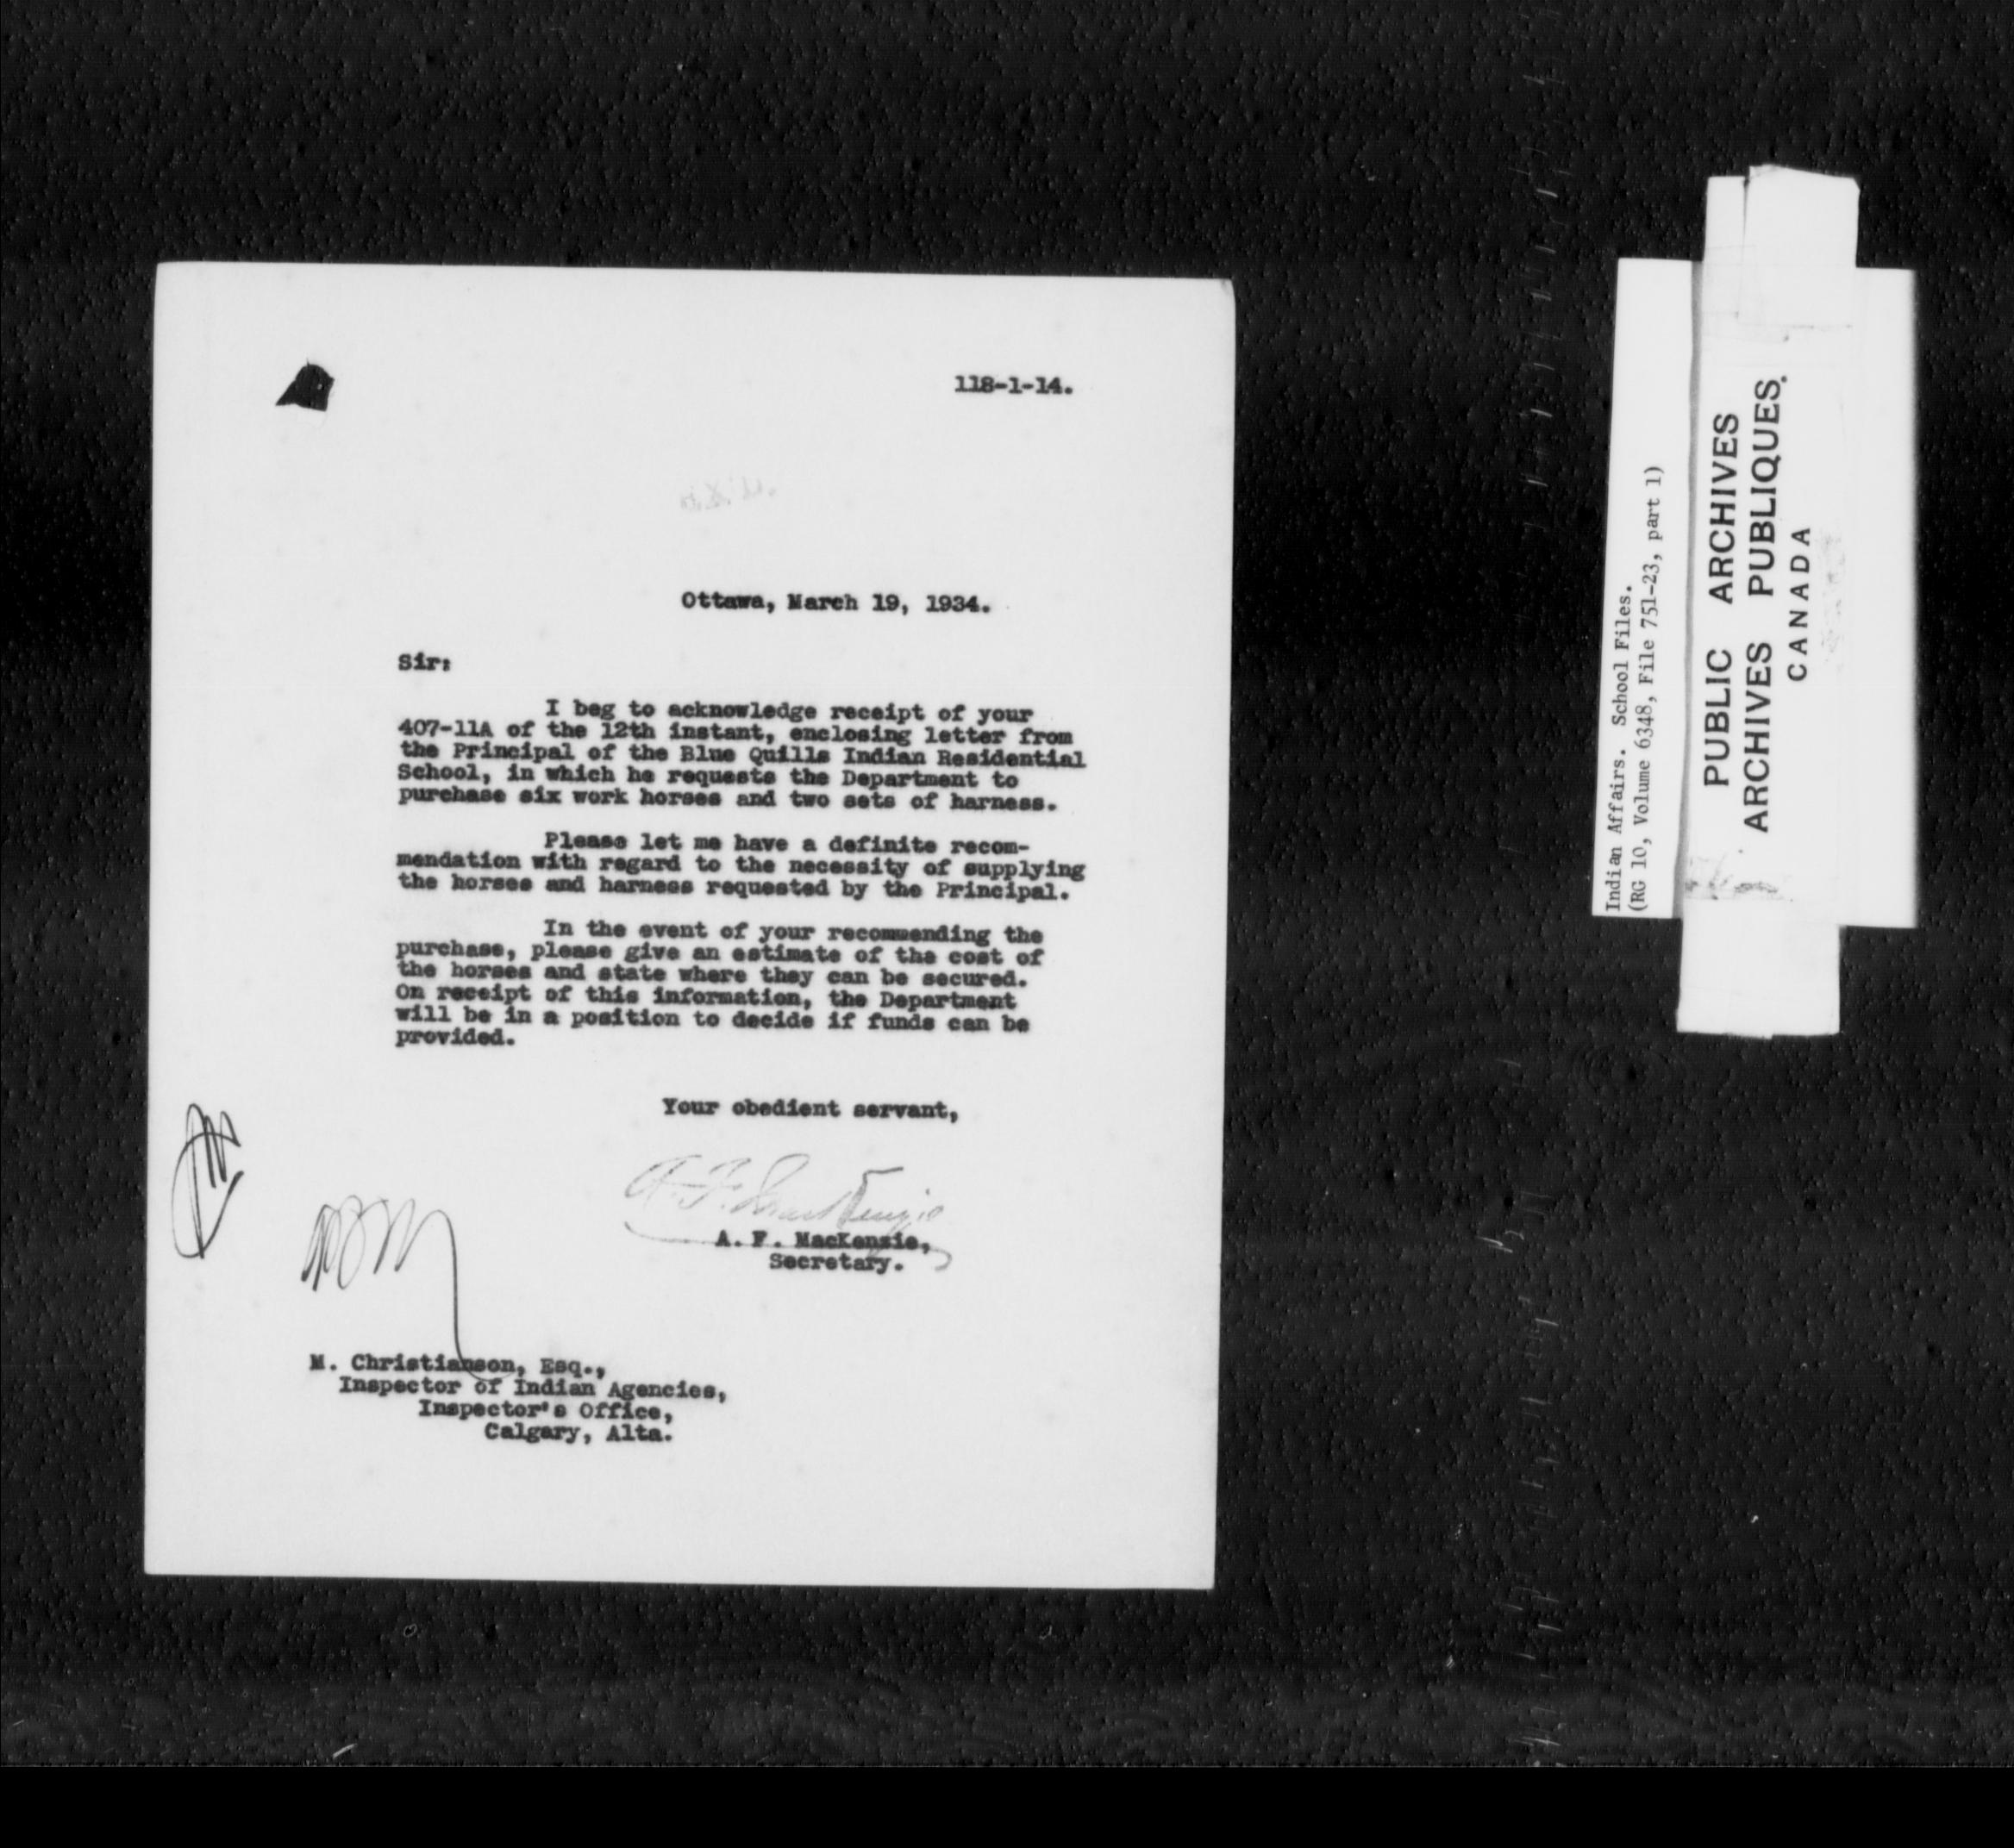 118-1-14.
Ottawa, March 19, 1934.
Sir:
I beg to acknowledge receipt of your
407-11A of the 12th instant, enclosing letter from
the Principal of the Blue Quills Indian Residential
School, in which he requests the Department to
purchase six work horses and two sets of harness.
Please let me have a definite recom-
mendation with regard to the necessity of supplying
the horses and harness requested by the Principal.
In the event of your recommending the
purchase, please give an estimate of the cost of
the horses and state where they can be secured.
On receipt of this information, the Department
will be in a position to decide if funds can be
provided.
Your obedient servant,
A. F. MacKenzie
A. F. MacKenzie,
Secretary.
M. Christianson, Esq.,
Inspector of Indian Agencies,
Inspector's Office,
Calgary, Alta.
Indian Affairs. School Files.
(RG 10, Volume 6348, File 751-23, part 1)
PUBLIC ARCHIVES
ARCHIVES PUBLIQUES.
CANADA